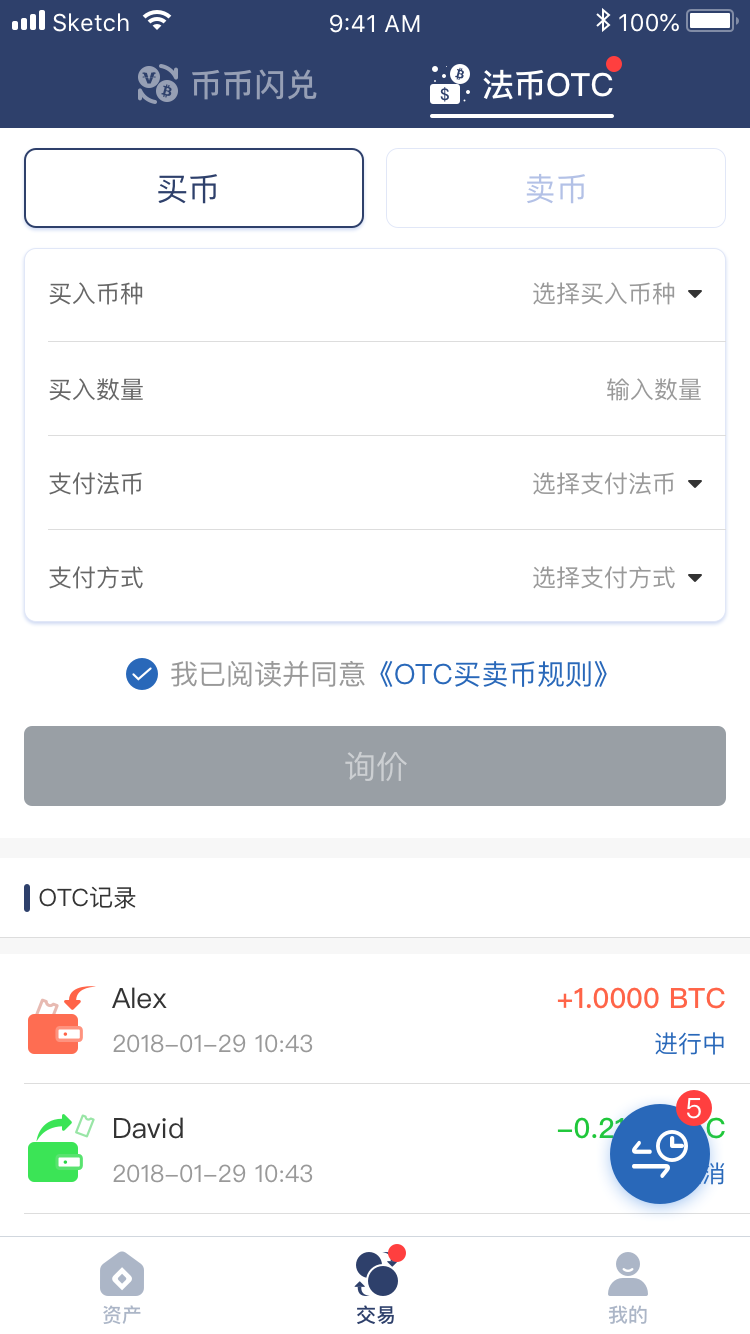 Sketch 9:41 AM 100%
币币闪兑 法币OTC
买币 卖币
买入币种 选择买入币种
买入数量 输入数量
支付法币 选择支付法币
支付方式 选择支付方式
我已阅读并同意《OTC买卖币规则》
询价
OTC记录
Alex +1.0000 BTC
2018-01-29 10:43 进行中
5
David -0.2 C
2018-01-29 10:43 消
资产 交易 我的